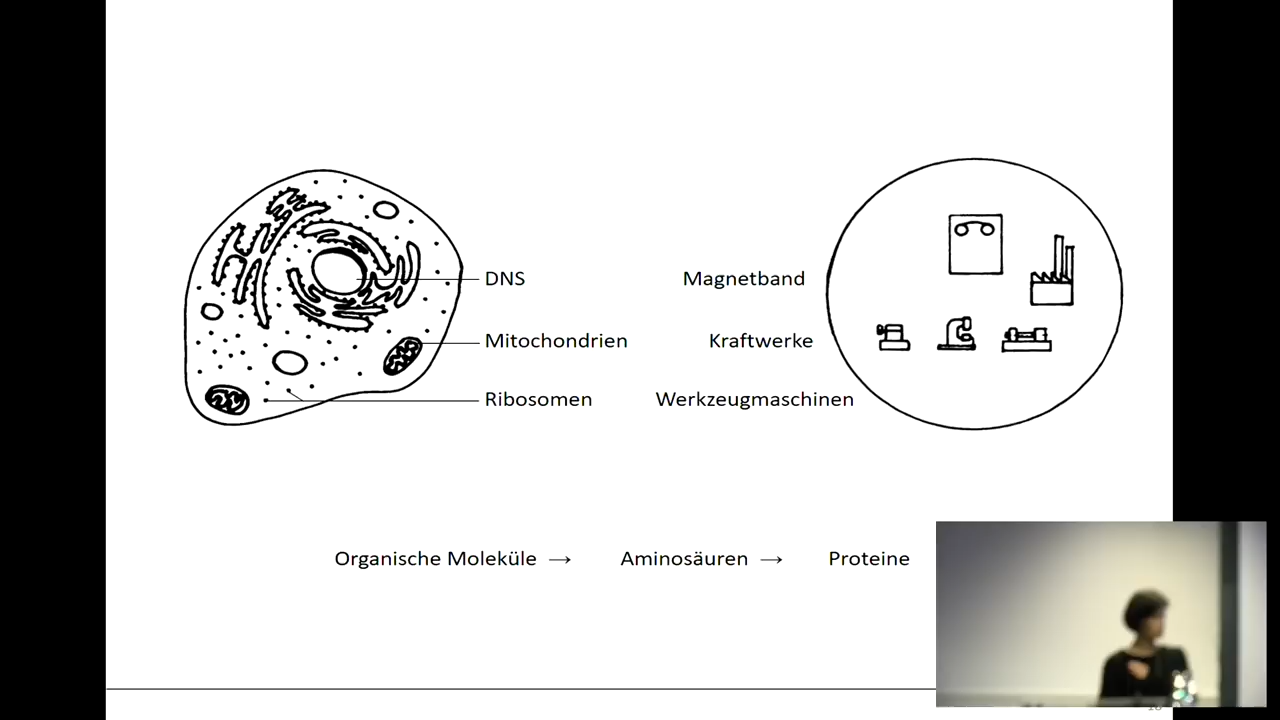 DNS Magnetband
Mitochondrien Kraftwerke
Ribosomen Werkzeugmaschinen
Organische Moleküle → Aminosäuren → Proteine